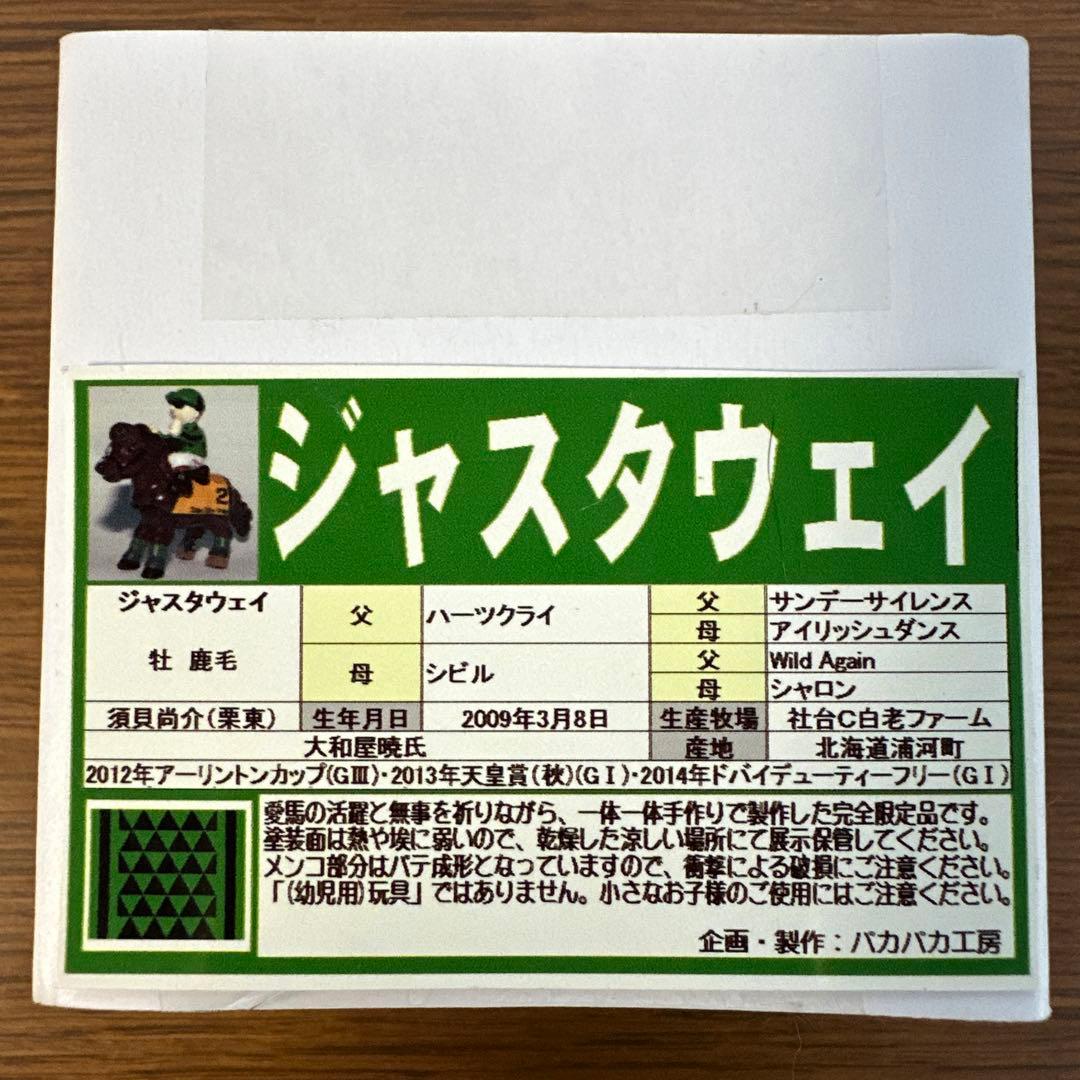 ジャスタウェイ
2
ジャスタウェイ
牡 鹿毛
父
ハーツクライ
父
サンデーサイレンス
母
アイリッシュダンス
母
シビル
父
Wild Again
母
シャロン
須貝尚介(栗東)
生年月日
2009年3月8日
生産牧場
社台C白老ファーム
大和屋暁氏
産地
北海道浦河町
2012年アーリントンカップ(GⅢ)・2013年天皇賞(秋)(GⅠ)・2014年ドバイデューティーフリー(GⅠ)
愛馬の活躍と無事を祈りながら、一体一体手作りで製作した完全限定品です。
塗装面は熱や埃に弱いので、乾燥した涼しい場所にて展示保管してください。
メンコ部分はパテ成形となっていますので、衝撃による破損にご注意ください。
「(幼児用)玩具」ではありません。小さなお子様のご使用にはご注意ください。
企画・製作：パカパカ工房